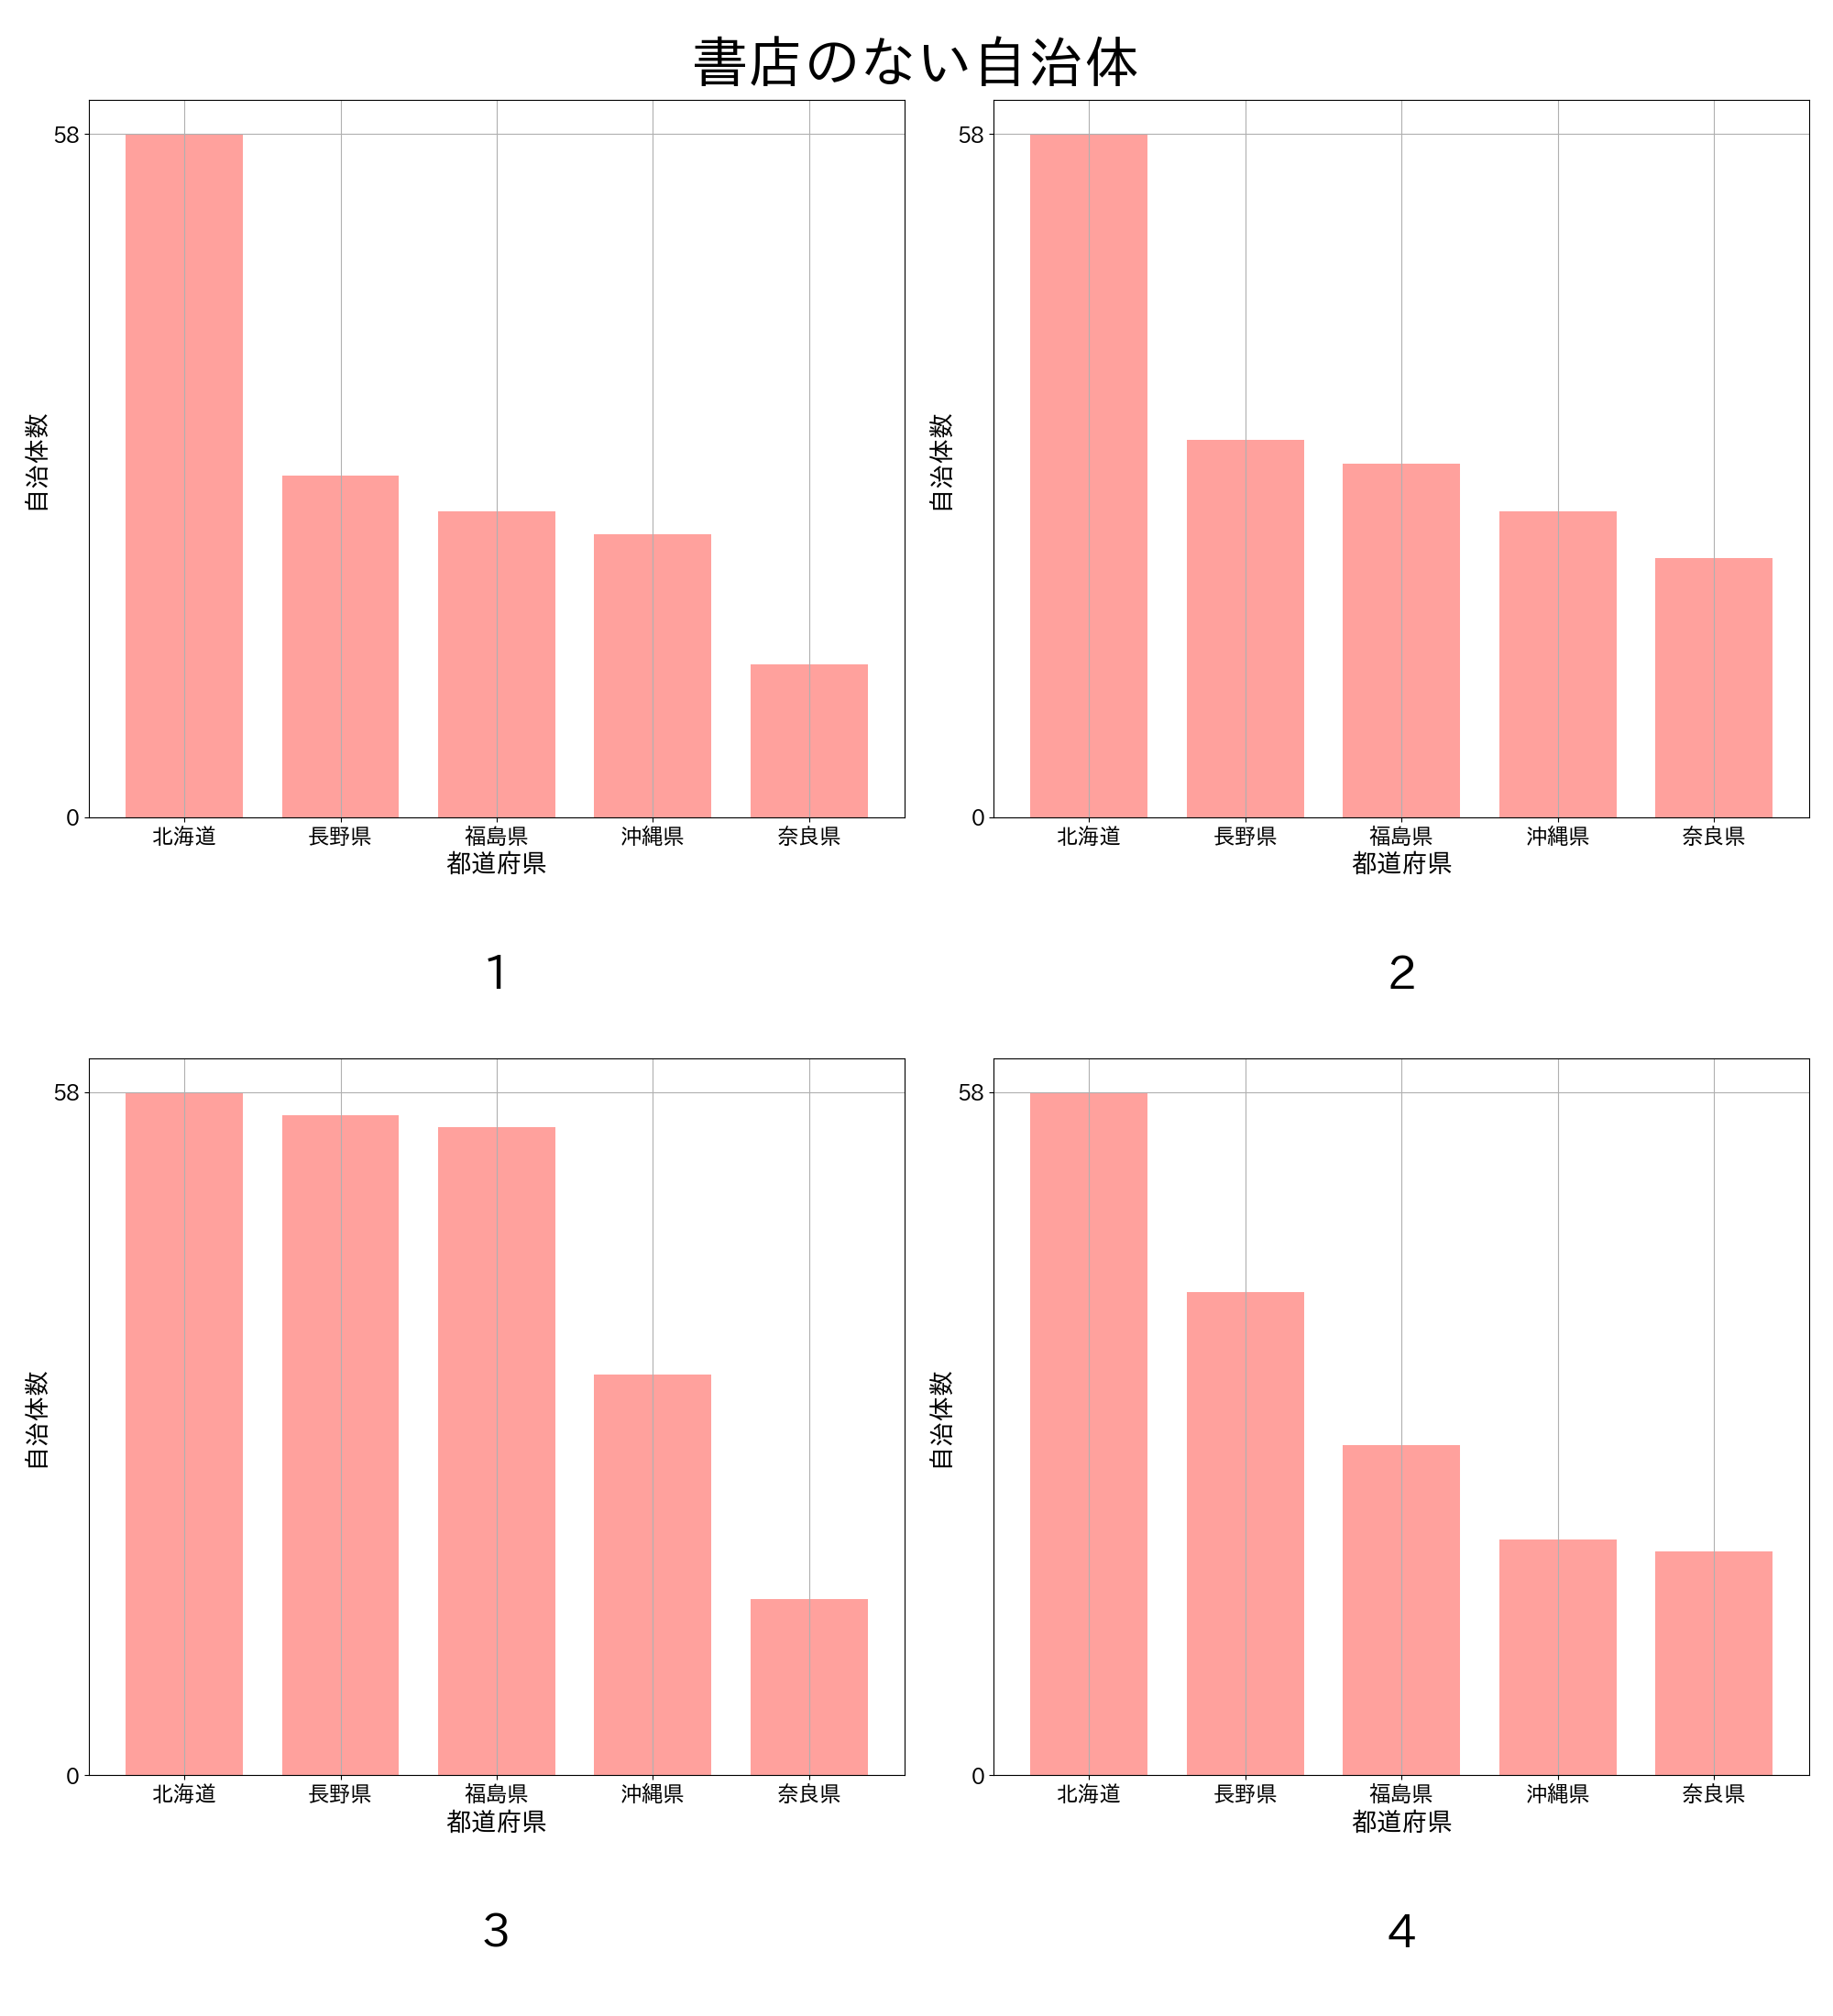 書店のない自治体
58
0
自治体数
北海道 長野県 福島県 沖縄県 奈良県
都道府県
1
58
0
自治体数
北海道 長野県 福島県 沖縄県 奈良県
都道府県
2
58
0
自治体数
北海道 長野県 福島県 沖縄県 奈良県
都道府県
3
58
0
自治体数
北海道 長野県 福島県 沖縄県 奈良県
都道府県
4